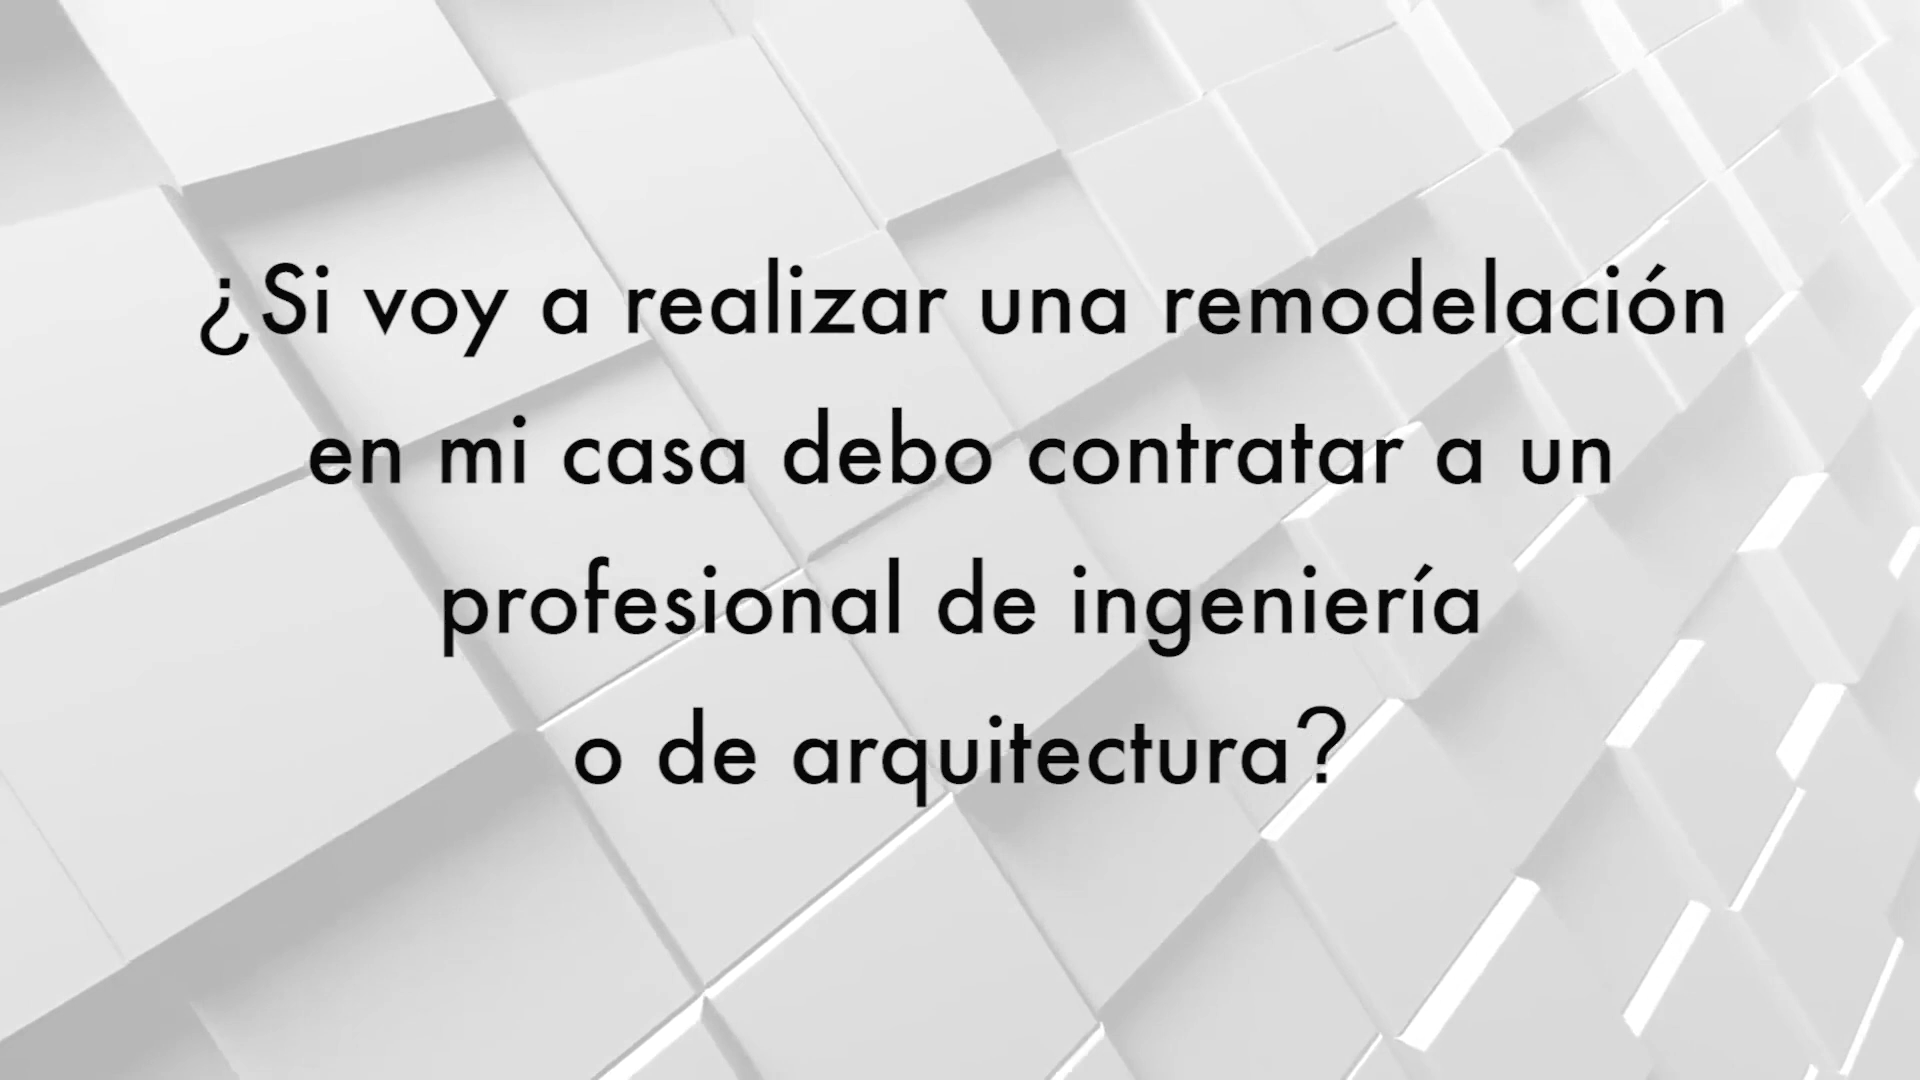 ¿Si voy a realizar una remodelación
en mi casa debo contratar a un
profesional de ingeniería
o de arquitectura?